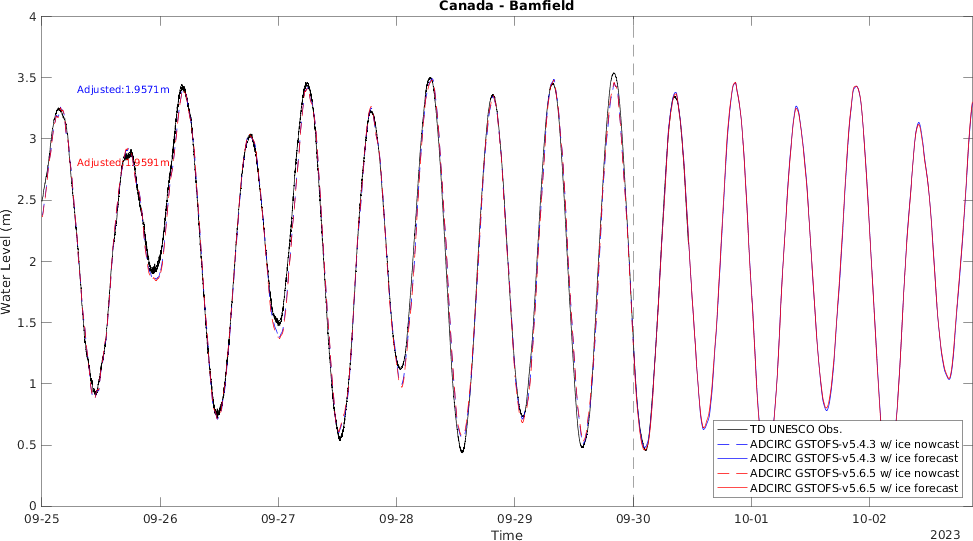 Canada - Bamfield
4
3.5
3
2.5
2
1.5
1
0.5
0
Water Level (m)
Adjusted:1.9571m
Adjusted:1.9591m
TD UNESCO Obs.
ADCIRC GSTOFS-v5.4.3 w/ ice nowcast
ADCIRC GSTOFS-v5.4.3 w/ ice forecast
ADCIRC GSTOFS-v5.6.5 w/ ice nowcast
ADCIRC GSTOFS-v5.6.5 w/ ice forecast
09-25 09-26 09-27 09-28 09-29 09-30 10-01 10-02
Time
2023